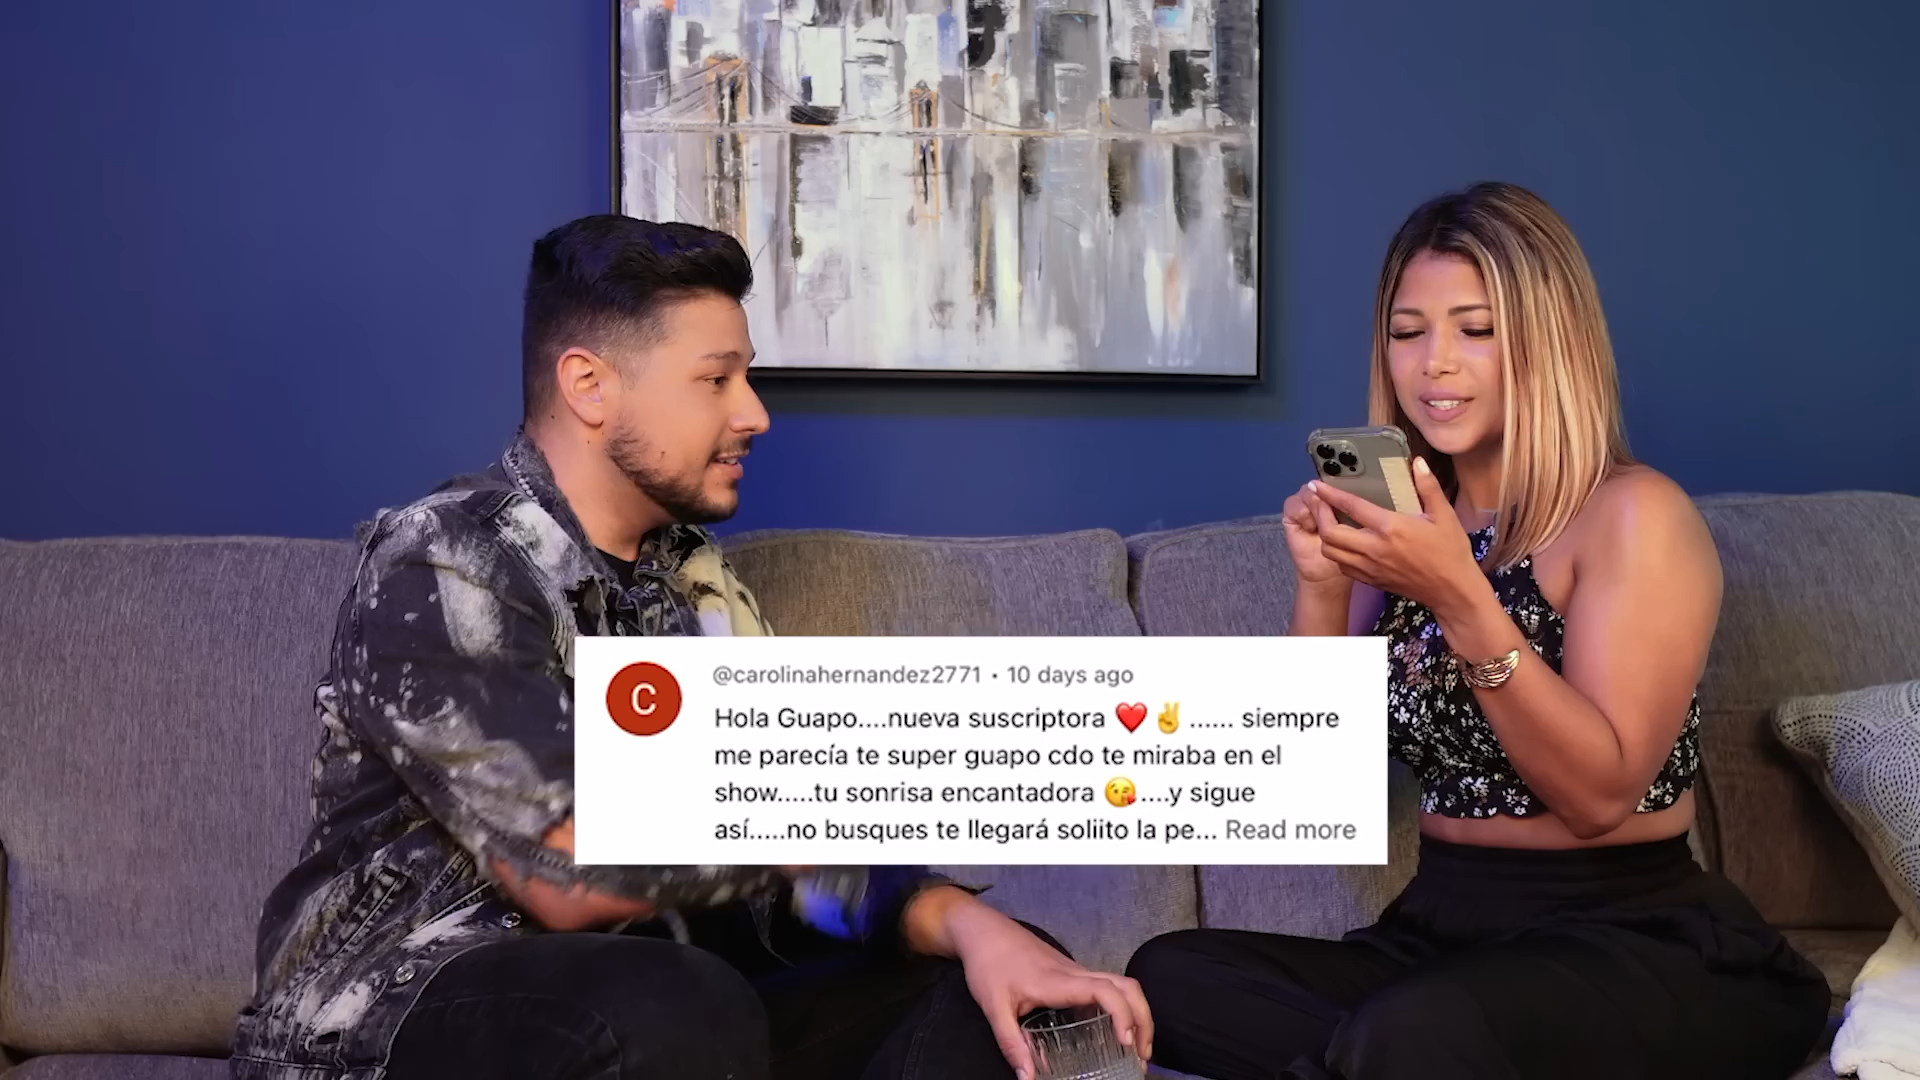 C
@carolinahernandez2771 • 10 days ago
Hola Guapo....nueva suscriptora ❤️✌️...... siempre
me parecía te super guapo cdo te miraba en el
show.....tu sonrisa encantadora 😘....y sigue
así.....no busques te llegará soliito la pe... Read more